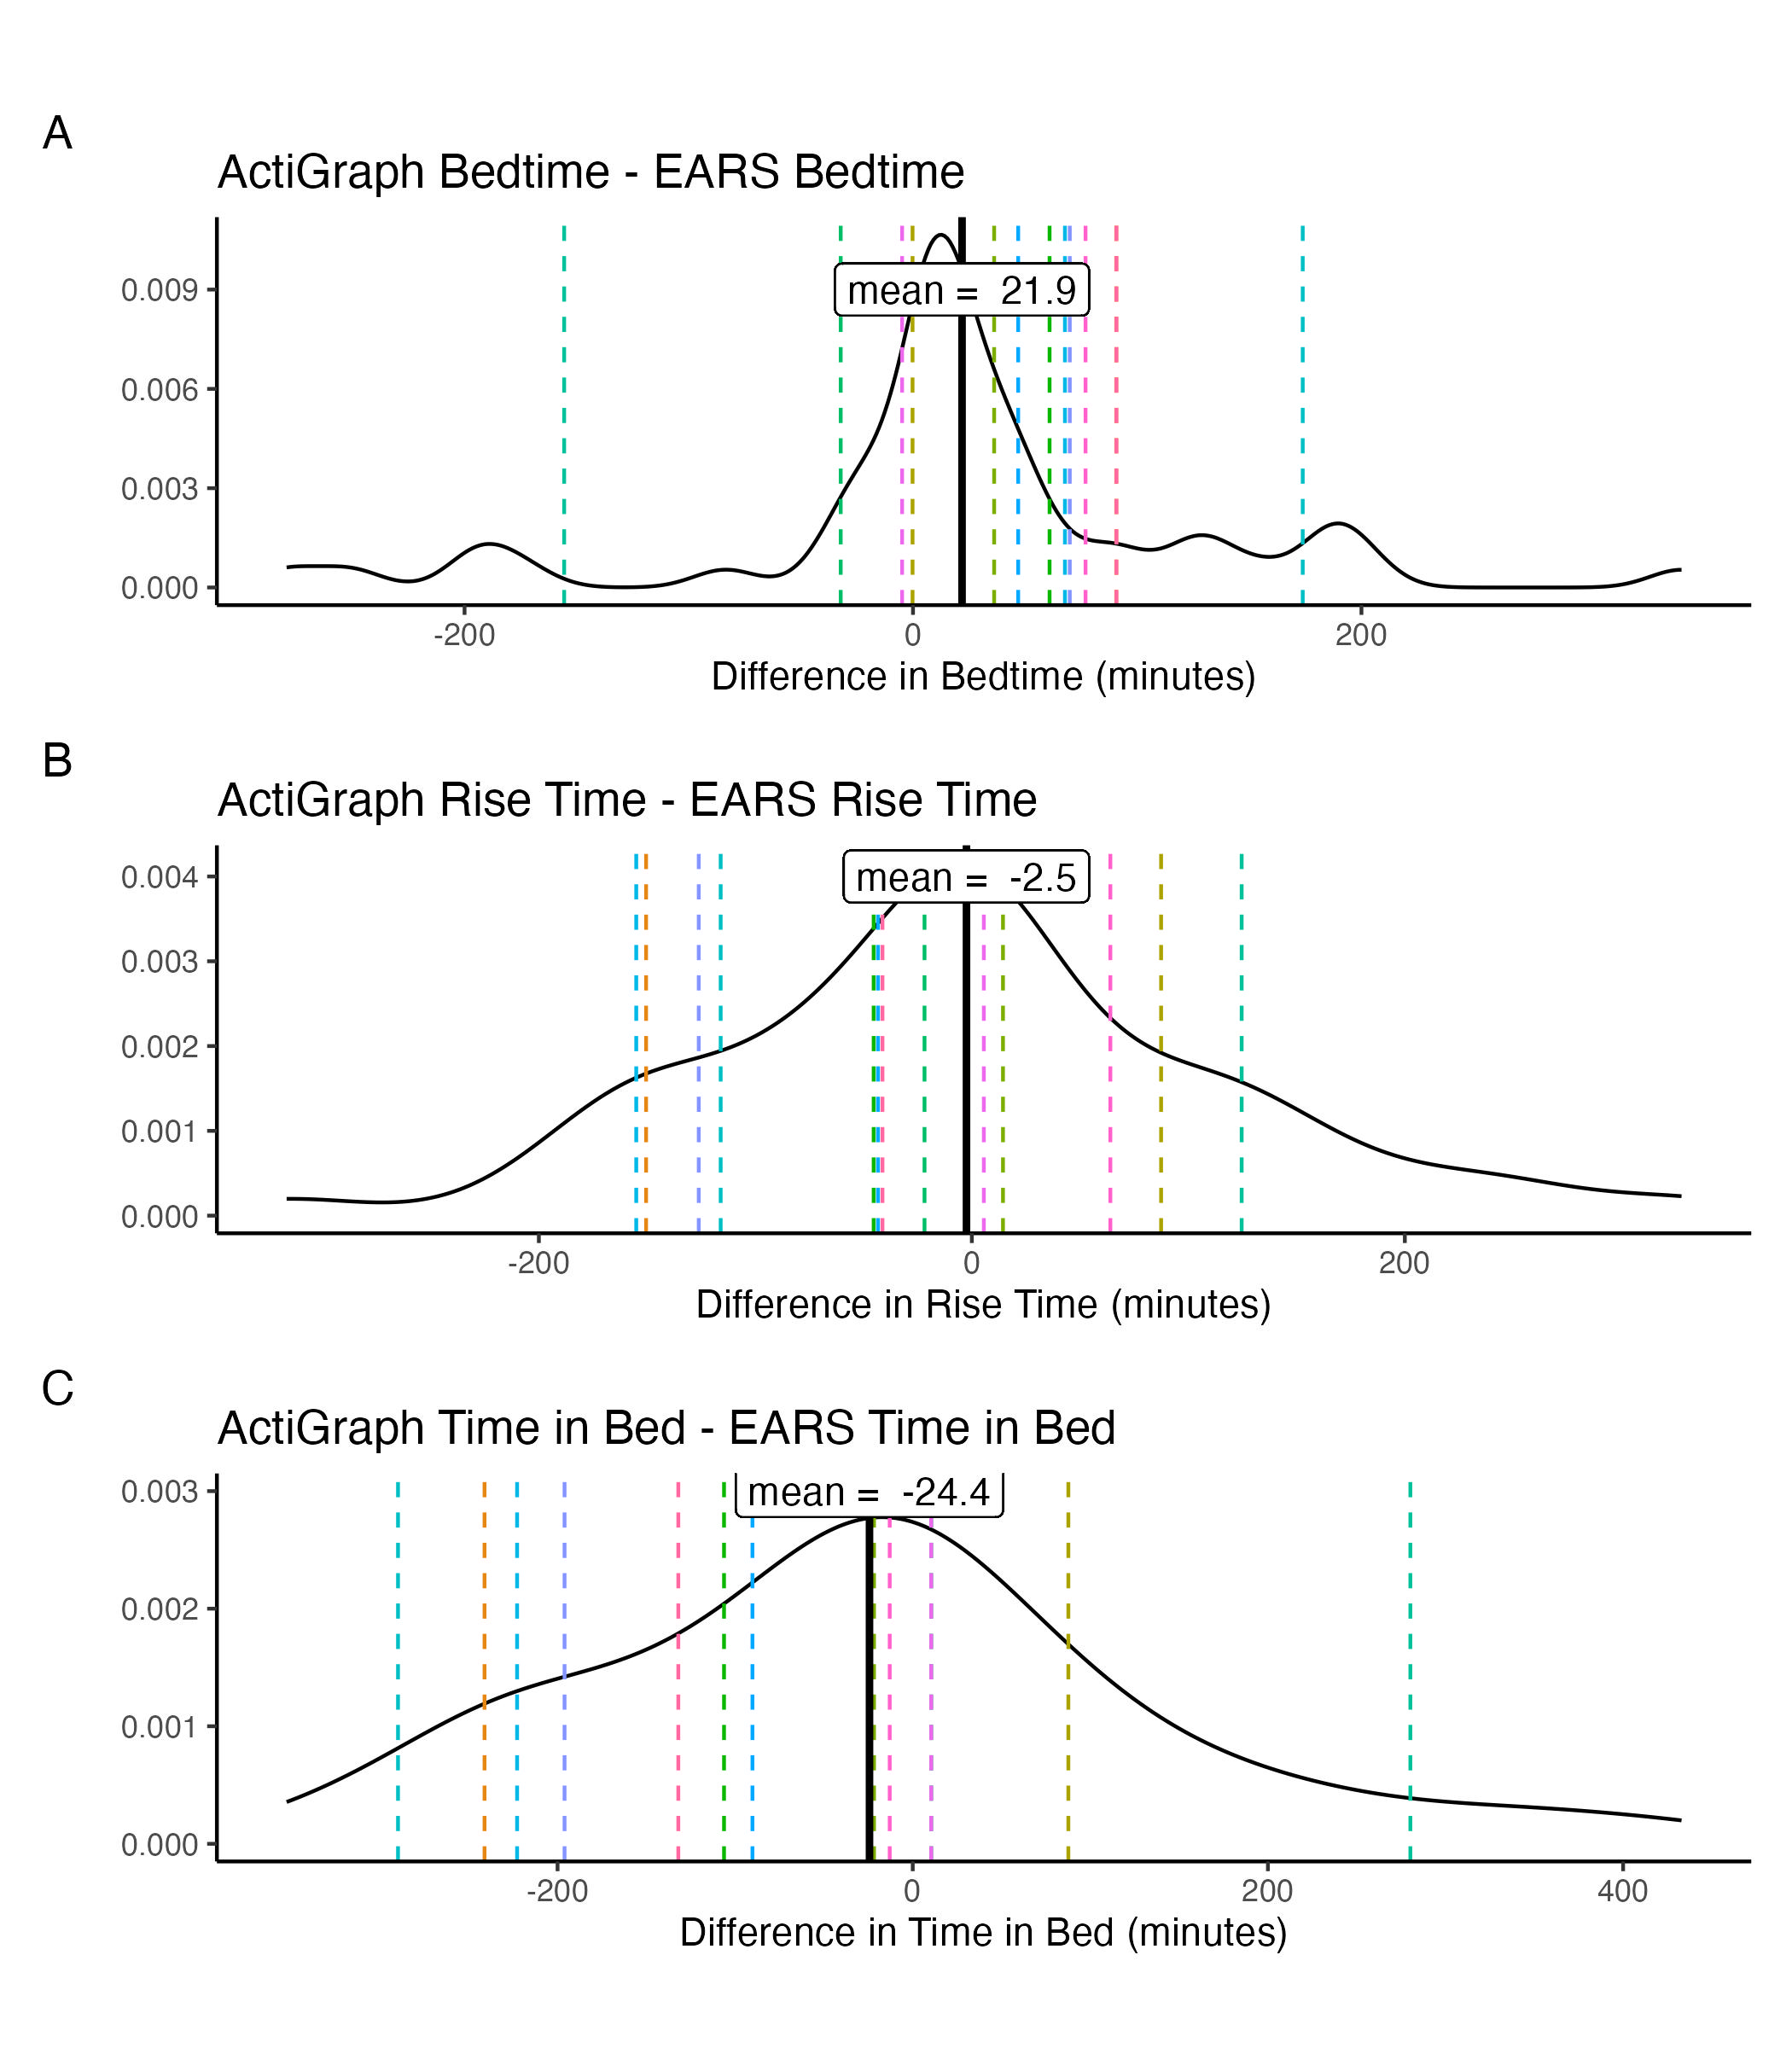 A
ActiGraph Bedtime - EARS Bedtime
mean = 21.9
0.009
0.006
0.003
0.000
-200 0 200
Difference in Bedtime (minutes)
B
ActiGraph Rise Time - EARS Rise Time
mean = -2.5
0.004
0.003
0.002
0.001
0.000
-200 0 200
Difference in Rise Time (minutes)
C
ActiGraph Time in Bed - EARS Time in Bed
mean = -24.4
0.003
0.002
0.001
0.000
-200 0 200 400
Difference in Time in Bed (minutes)